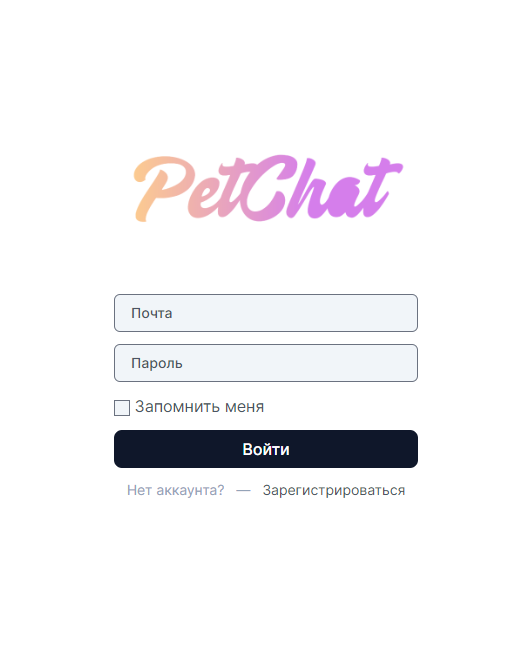 PetChat
Почта
Пароль
Запомнить меня
Войти
Нет аккаунта? — Зарегистрироваться